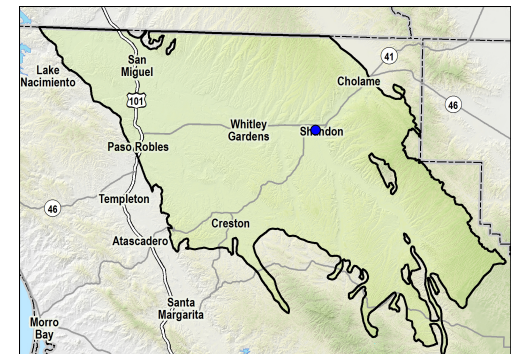 41
San
Miguel
Lake
Nacimiento
Cholame
101
46
Whitley
Gardens
Shandon
Paso Robles
Templeton
46
Creston
Atascadero
Santa
Margarita
Morro
Bay